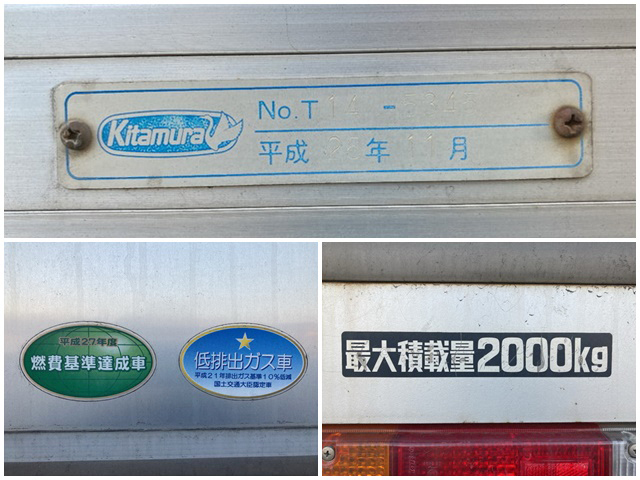 Kitamura
No.T
平成 年 11 月
平成27年度
燃費基準達成車
低排出ガス車
平成21年排出ガス基準10%低減
国土交通大臣認定車
最大積載量2000kg